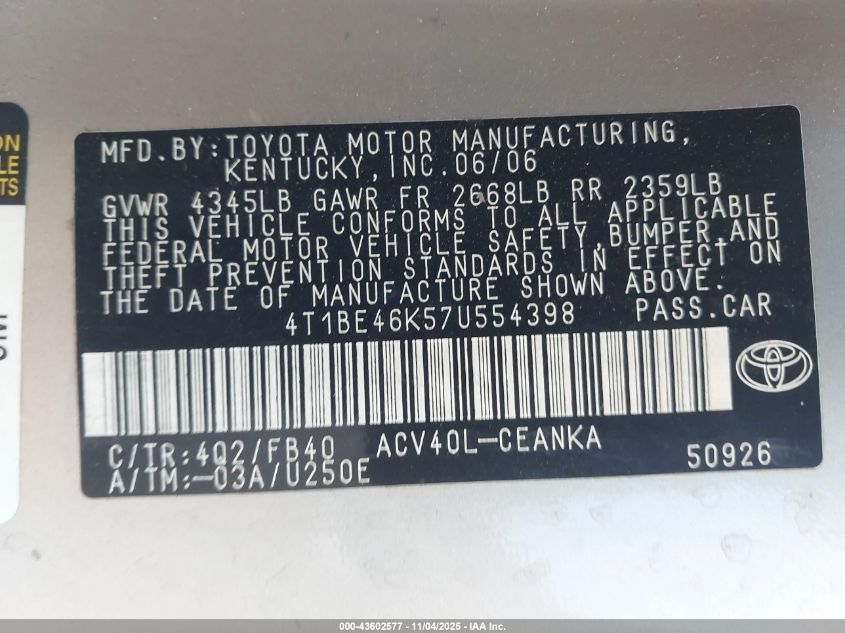 ON
LE
TS
MFD.BY:TOYOTA MOTOR MANUFACTURING,
KENTUCKY,INC.06/06
GVWR 4345LB GAWR FR 2668LB RR 2359LB
THIS VEHICLE CONFORMS TO ALL APPLICABLE
FEDERAL MOTOR VEHICLE SAFETY,BUMPER,AND
THEFT PREVENTION STANDARDS IN EFFECT ON
THE DATE OF MANUFACTURE SHOWN ABOVE.
4T1BE46K57U554398 PASS.CAR
C/TR:4Q2/FB40 ACV40L-CEANKA
A/TM:-03A/U250E 50926
000-43602577 - 11/04/2025 - IAA Inc.